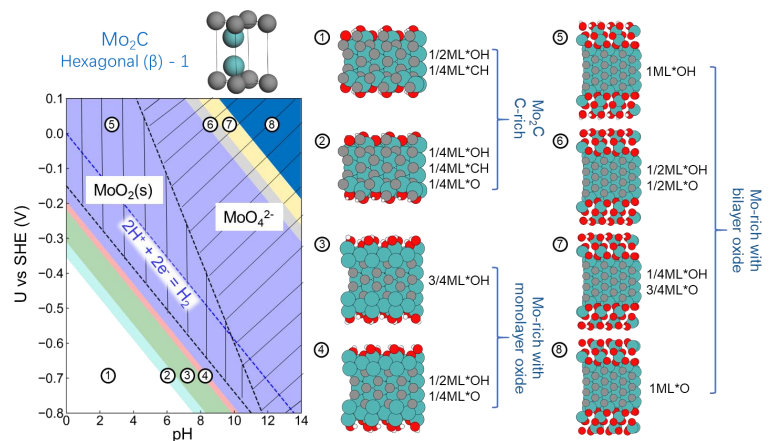 Mo₂C
Hexagonal (β) - 1
U vs SHE (V)
0.1
0.0
−0.1
−0.2
−0.3
−0.4
−0.5
−0.6
−0.7
−0.8
0
2
4
6
8
10
12
14
pH
5
6
7
8
MoO₂(s)
MoO₄²⁻
2H⁺ + 2e⁻ = H₂
1
2
3
4
1
1/2ML*OH
1/4ML*CH
2
1/4ML*OH
1/4ML*CH
1/4ML*O
Mo₂C
C-rich
3
3/4ML*OH
4
1/2ML*OH
1/4ML*O
Mo-rich with
monolayer oxide
5
1ML*OH
6
1/2ML*OH
1/2ML*O
7
1/4ML*OH
3/4ML*O
8
1ML*O
Mo-rich with
bilayer oxide